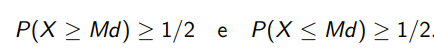 P(X ≥ Md) ≥ 1/2 e P(X ≤ Md) ≥ 1/2.